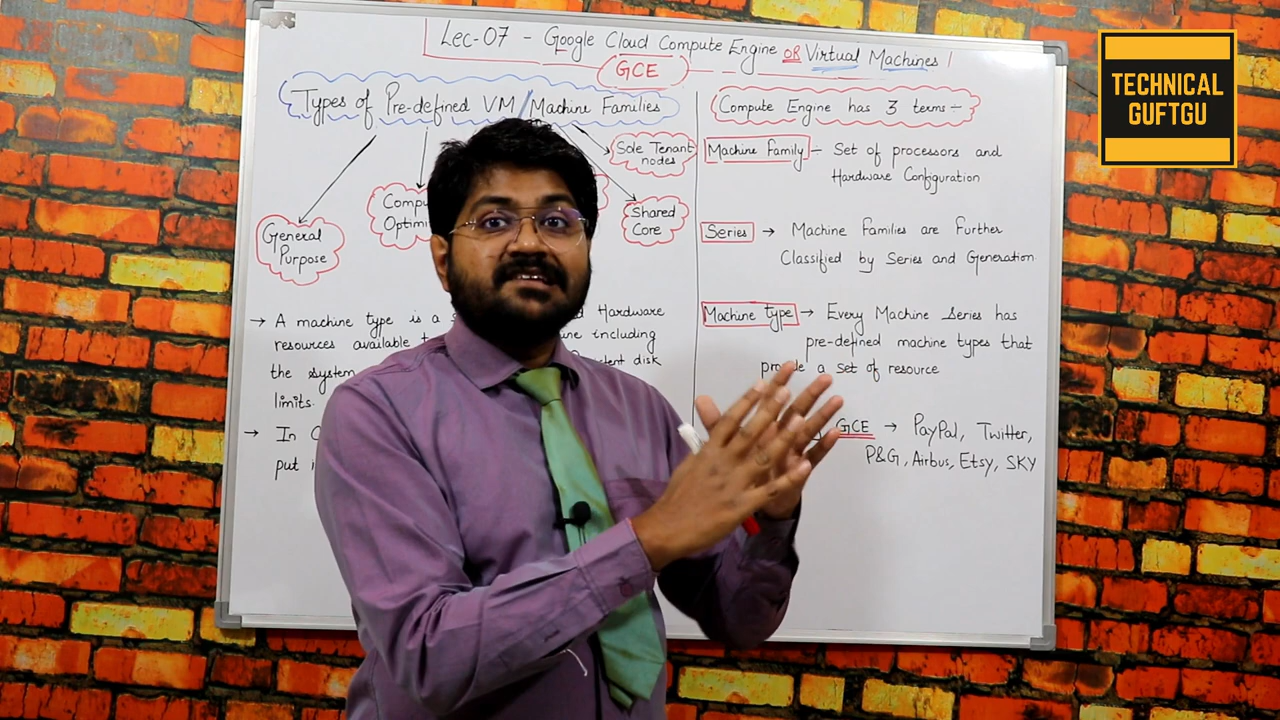 Lec-07 - Google Cloud Compute Engine OR Virtual Machines
GCE
Types of Pre-defined VM/Machine Families
General
Purpose
Sole Tenant
nodes
Shared
Core
→ A machine type is a Hardware
resources available including
the system disk
limits.
→ In
put
Compute Engine has 3 terms -
Machine Family - Set of processors and
Hardware Configuration
Series → Machine Families are Further
Classified by Series and Generation
Machine type → Every Machine Series has
pre-defined machine types that
provide a set of resource
GCE → PayPal, Twitter,
P&G, Airbus, Etsy, SKY
TECHNICAL
GUFTGU